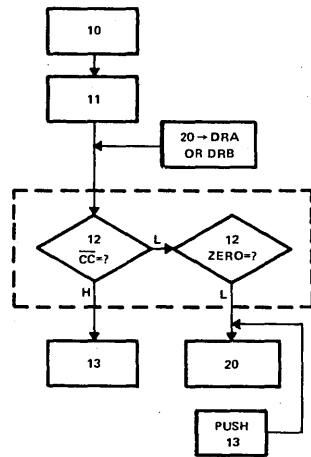 10
11
20 → DRA
OR DRB
12
CC=?
L
12
ZERO=?
H
L
13
20
PUSH
13